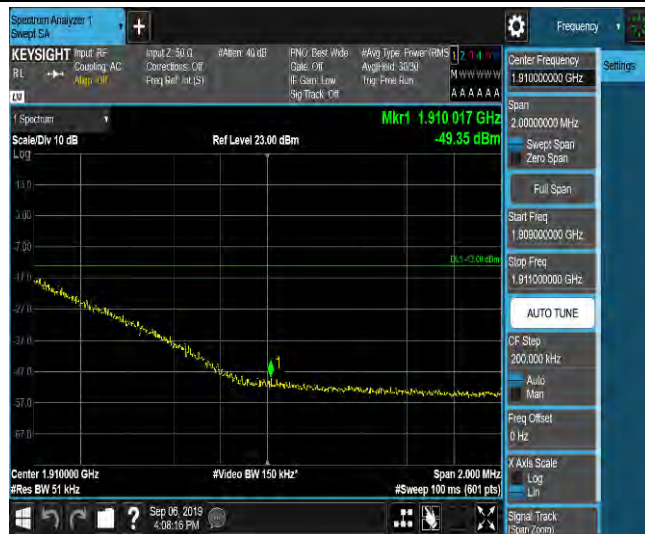 Spectrum Analyzer 1
Swept SA
Frequency
KEYSIGHT
Input: RF
Coupling: AC
Align: Off
Input Z: 50 Ω
Corrections: Off
Freq Ref: Int (S)
#Atten: 40 dB
PNO: Best Wide
Gate: Off
IF Gain: Low
Sig Track: Off
#Avg Type: Power (RMS
Avg|Hold: 30/30
Trig: Free Run
M W W W W W
A A A A A A
RL
1 Spectrum
Scale/Div 10 dB
Ref Level 23.00 dBm
Mkr1 1.910 017 GHz
-49.35 dBm
Log
13.0
3.00
-7.00
DL1 -13.00 dBm
-17.0
-27.0
-37.0
-47.0
1
-57.0
-67.0
Center 1.910000 GHz
#Video BW 150 kHz*
Span 2.000 MHz
#Res BW 51 kHz
#Sweep 100 ms (601 pts)
Sep 06, 2019
4:08:16 PM
Center Frequency
1.910000000 GHz
Settings
Span
2.00000000 MHz
Swept Span
Zero Span
Full Span
Start Freq
1.909000000 GHz
Stop Freq
1.911000000 GHz
AUTO TUNE
CF Step
200.000 kHz
Auto
Man
Freq Offset
0 Hz
X Axis Scale
Log
Lin
Signal Track
(Span Zoom)